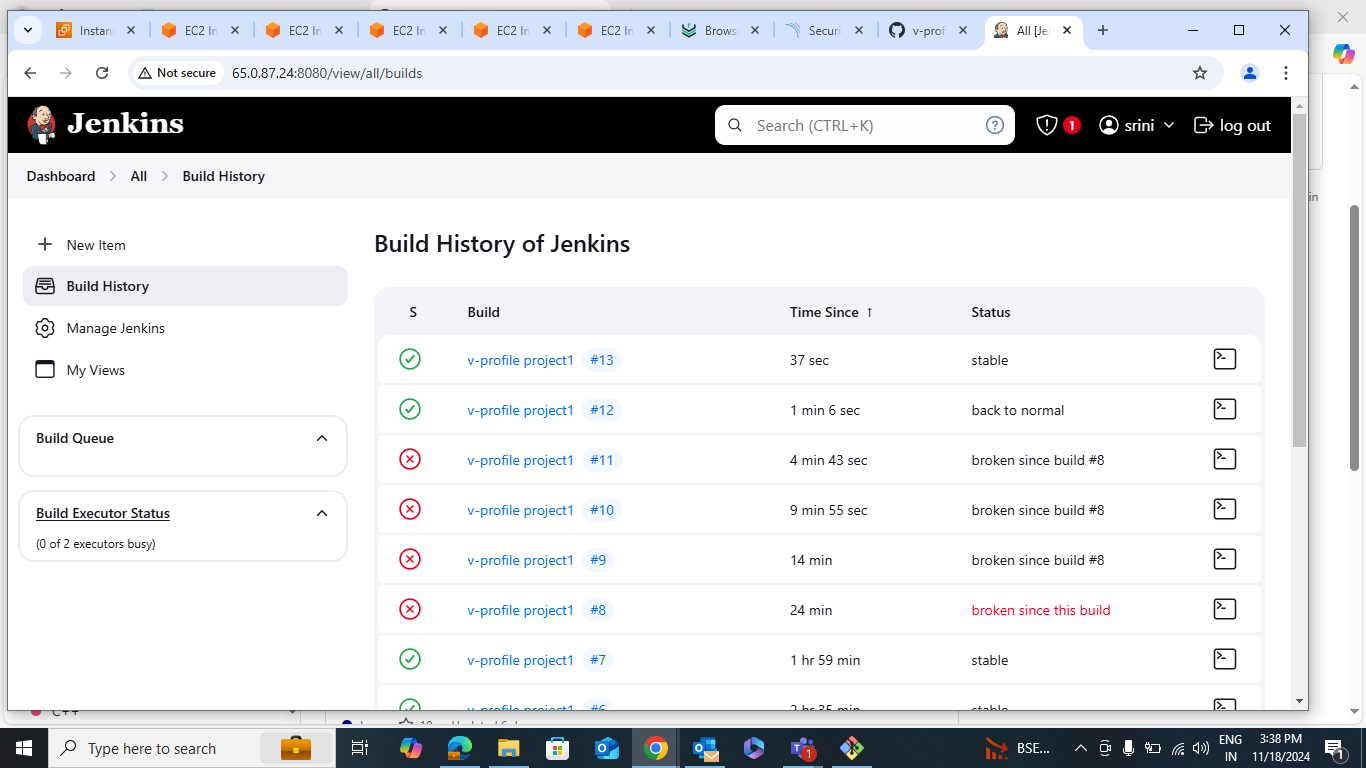 Instan
EC2 In
EC2 In
EC2 In
EC2 In
EC2 In
Brows
Securi
v-prof
All [Je
Not secure
65.0.87.24:8080/view/all/builds
Jenkins
Search (CTRL+K)
?
1
srini
log out
in
Dashboard
All
Build History
New Item
Build History
Manage Jenkins
My Views
Build Queue
Build Executor Status
(0 of 2 executors busy)
Build History of Jenkins
S Build Time Since ↑ Status
v-profile project1 #13 37 sec stable
v-profile project1 #12 1 min 6 sec back to normal
v-profile project1 #11 4 min 43 sec broken since build #8
v-profile project1 #10 9 min 55 sec broken since build #8
v-profile project1 #9 14 min broken since build #8
v-profile project1 #8 24 min broken since this build
v-profile project1 #7 1 hr 59 min stable
v-profile project1 #6 2 hr 35 min stable
C++
Type here to search
1
BSE...
ENG
IN
3:38 PM
11/18/2024
1